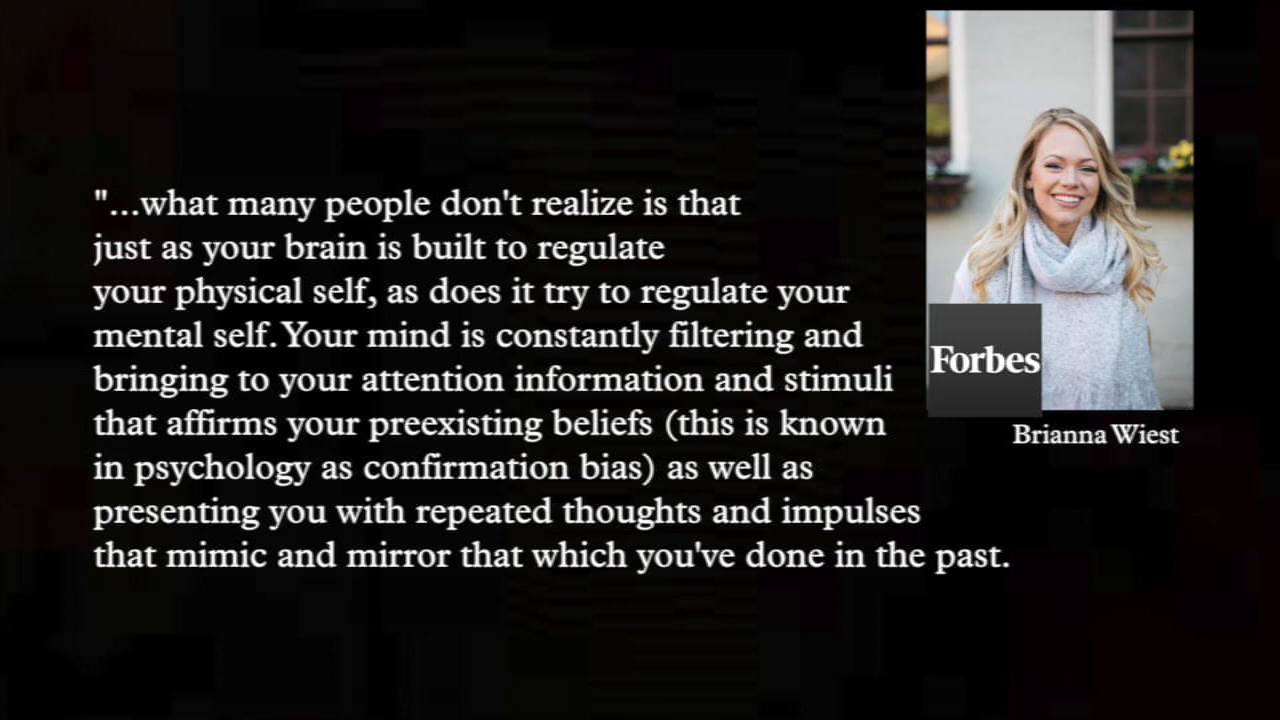 "...what many people don't realize is that
just as your brain is built to regulate
your physical self, as does it try to regulate your
mental self. Your mind is constantly filtering and
bringing to your attention information and stimuli
that affirms your preexisting beliefs (this is known
in psychology as confirmation bias) as well as
presenting you with repeated thoughts and impulses
that mimic and mirror that which you've done in the past.
Forbes
Brianna Wiest